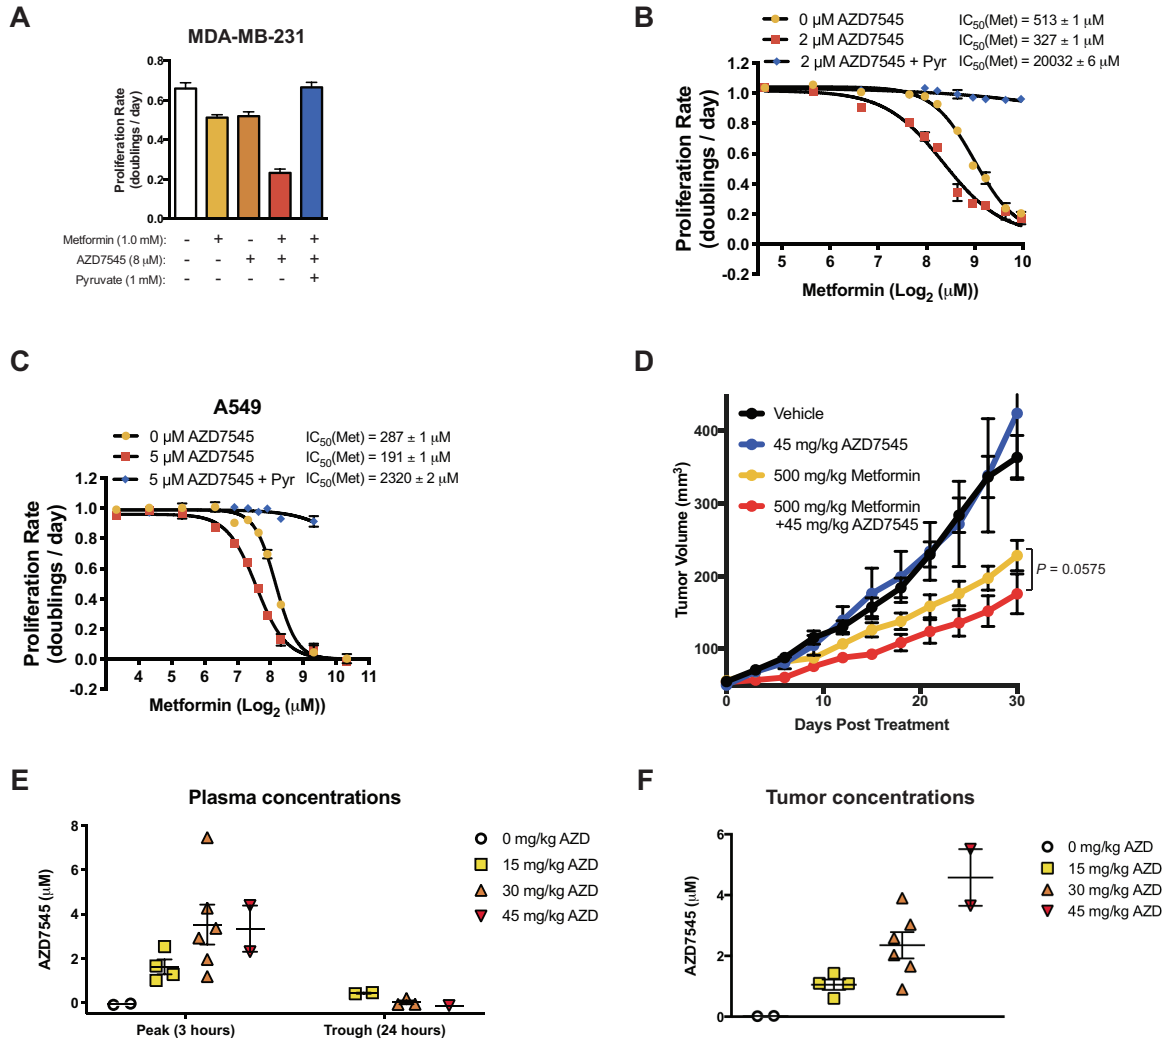 A
MDA-MB-231
Proliferation Rate
(doublings / day)
0.8
0.6
0.4
0.2
0.0
Metformin (1.0 mM): - + - + +
AZD7545 (8 µM): - - + + +
Pyruvate (1 mM): - - - - +
B
0 µM AZD7545 IC50(Met) = 513 ± 1 µM
2 µM AZD7545 IC50(Met) = 327 ± 1 µM
2 µM AZD7545 + Pyr IC50(Met) = 20032 ± 6 µM
Proliferation Rate
(doublings / day)
1.2
1.0
0.8
0.6
0.4
0.2
0.0
-0.2
5 6 7 8 9 10
Metformin (Log2 (µM))
C
A549
0 µM AZD7545 IC50(Met) = 287 ± 1 µM
5 µM AZD7545 IC50(Met) = 191 ± 1 µM
5 µM AZD7545 + Pyr IC50(Met) = 2320 ± 2 µM
Proliferation Rate
(doublings / day)
1.2
1.0
0.8
0.6
0.4
0.2
0.0
-0.2
4 5 6 7 8 9 10 11
Metformin (Log2 (µM))
D
Vehicle
45 mg/kg AZD7545
500 mg/kg Metformin
500 mg/kg Metformin
+45 mg/kg AZD7545
Tumor Volume (mm3)
400
300
200
100
P = 0.0575
0 10 20 30
Days Post Treatment
E
Plasma concentrations
AZD7545 (µM)
8
6
4
2
0
Peak (3 hours) Trough (24 hours)
0 mg/kg AZD
15 mg/kg AZD
30 mg/kg AZD
45 mg/kg AZD
F
Tumor concentrations
AZD7545 (µM)
6
4
2
0
0 mg/kg AZD
15 mg/kg AZD
30 mg/kg AZD
45 mg/kg AZD